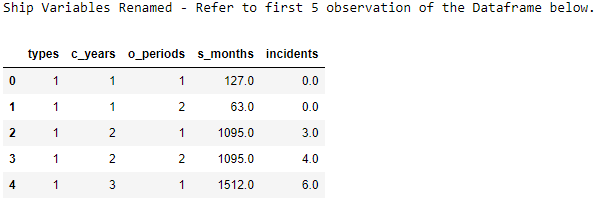 Ship Variables Renamed - Refer to first 5 observation of the Dataframe below.
types c_years o_periods s_months incidents
0 1 1 1 127.0 0.0
1 1 1 2 63.0 0.0
2 1 2 1 1095.0 3.0
3 1 2 2 1095.0 4.0
4 1 3 1 1512.0 6.0